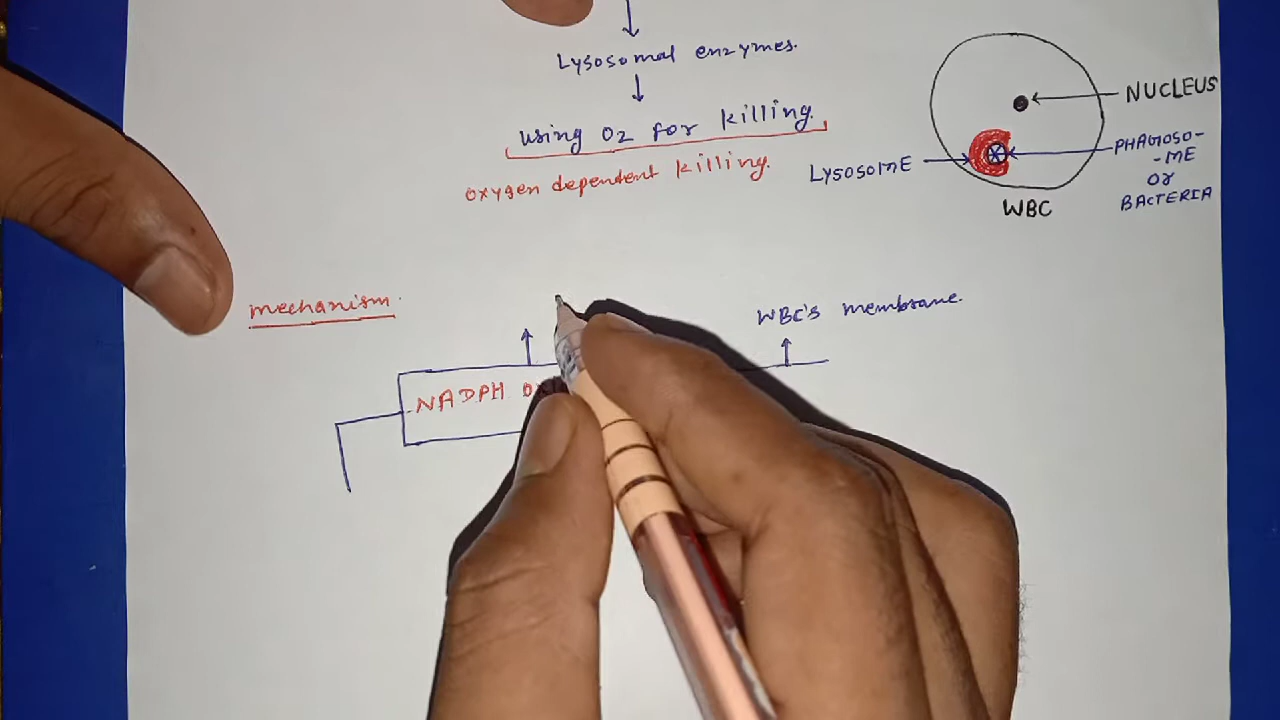 Lysosomal enzymes.
using O2 for killing.
oxygen dependent killing.
NUCLEUS
LYSOSOME
PHAGOSO-
-ME
Or
BACTERIA
WBC
mechanism.
WBC's membrane.
NADPH